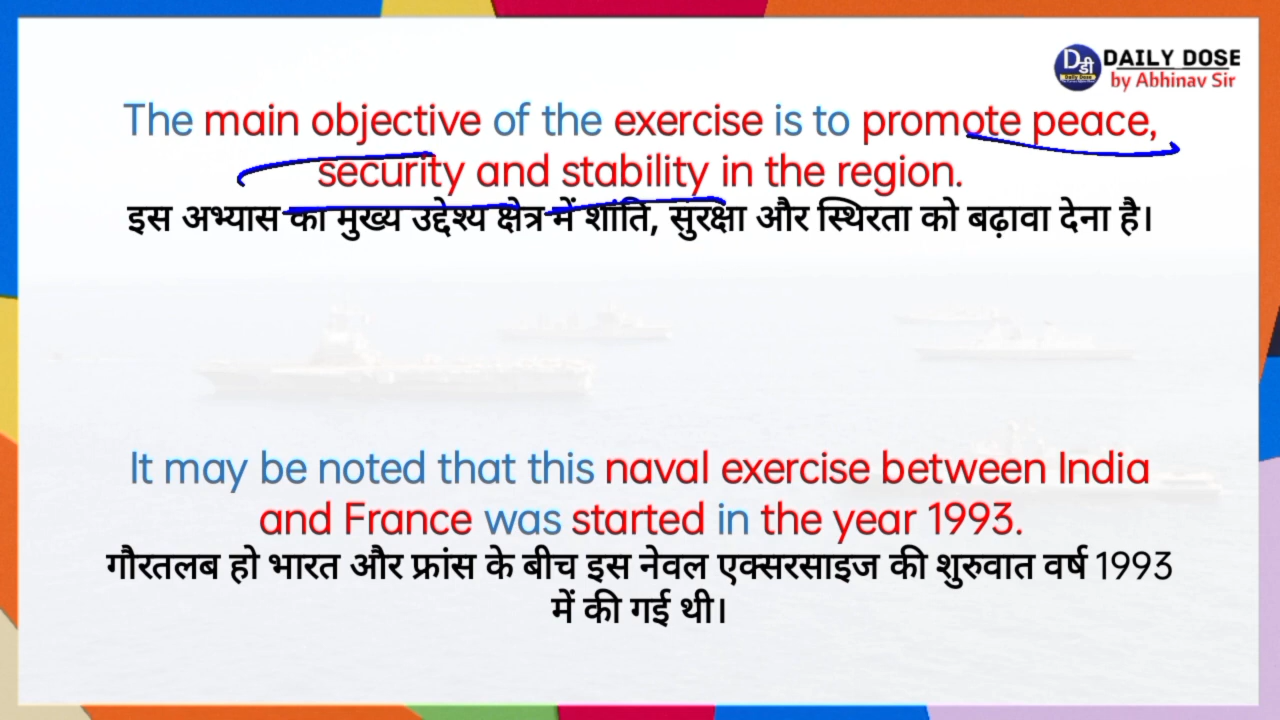 DAILY DOSE
by Abhinav Sir
The main objective of the exercise is to promote peace,
security and stability in the region.
इस अभ्यास का मुख्य उद्देश्य क्षेत्र में शांति, सुरक्षा और स्थिरता को बढ़ावा देना है।
It may be noted that this naval exercise between India
and France was started in the year 1993.
गौरतलब हो भारत और फ्रांस के बीच इस नेवल एक्सरसाइज की शुरुवात वर्ष 1993
में की गई थी।